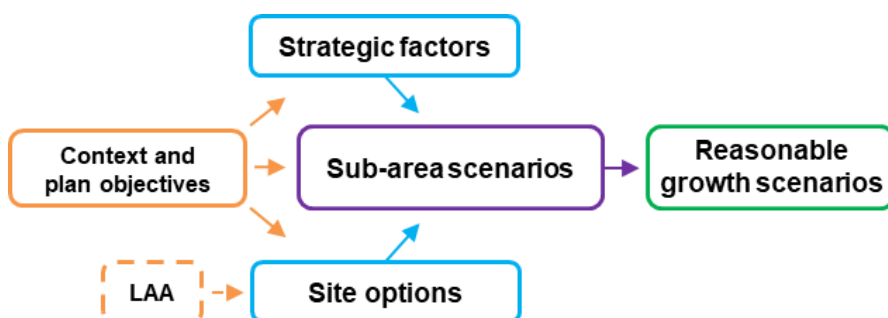 Strategic factors
Context and
plan objectives
Sub-area scenarios
Reasonable
growth scenarios
LAA
Site options